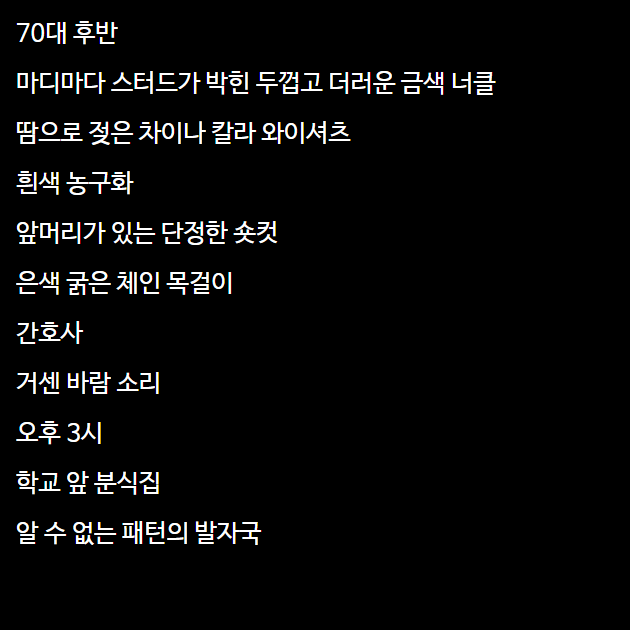 70대 후반
마디마다 스터드가 박힌 두껍고 더러운 금색 너클
땀으로 젖은 차이나 칼라 와이셔츠
흰색 농구화
앞머리가 있는 단정한 숏컷
은색 굵은 체인 목걸이
간호사
거센 바람 소리
오후 3시
학교 앞 분식집
알 수 없는 패턴의 발자국